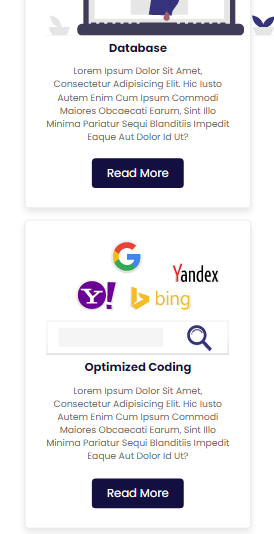 Database
Lorem Ipsum Dolor Sit Amet,
Consectetur Adipisicing Elit. Hic Iusto
Autem Enim Cum Ipsum Commodi
Maiores Obcaecati Earum, Sint Illo
Minima Pariatur Sequi Blanditiis Impedit
Eaque Aut Dolor Id Ut?
Read More
G
Yandex
Y!
bing
Optimized Coding
Lorem Ipsum Dolor Sit Amet,
Consectetur Adipisicing Elit. Hic Iusto
Autem Enim Cum Ipsum Commodi
Maiores Obcaecati Earum, Sint Illo
Minima Pariatur Sequi Blanditiis Impedit
Eaque Aut Dolor Id Ut?
Read More